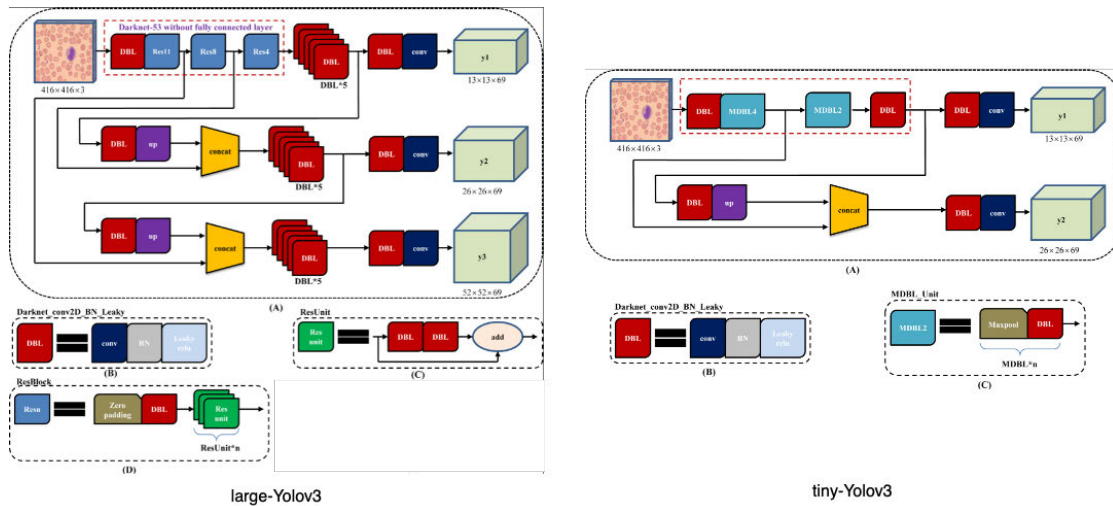 Darknet-53 without fully connected layer
DBL Res11 Res8 Res4 DBL*5 DBL conv y1
416×416×3
13×13×69
DBL up concat DBL*5 DBL conv y2
26×26×69
DBL up concat DBL*5 DBL conv y3
52×52×69
(A)
Darknet_conv2D_BN_Leaky
DBL conv BN Leaky relu
(B)
ResUnit
Res unit DBL DBL add
(C)
ResBlock
Resn Zero padding DBL Res unit
ResUnit*n
(D)
large-Yolov3
DBL MDBL4 MDBL2 DBL DBL conv y1
416×416×3
13×13×69
DBL up concat DBL conv y2
26×26×69
(A)
Darknet_conv2D_BN_Leaky
DBL conv BN Leaky relu
(B)
MDBL_Unit
MDBL2 Maxpool DBL
MDBL*n
(C)
tiny-Yolov3